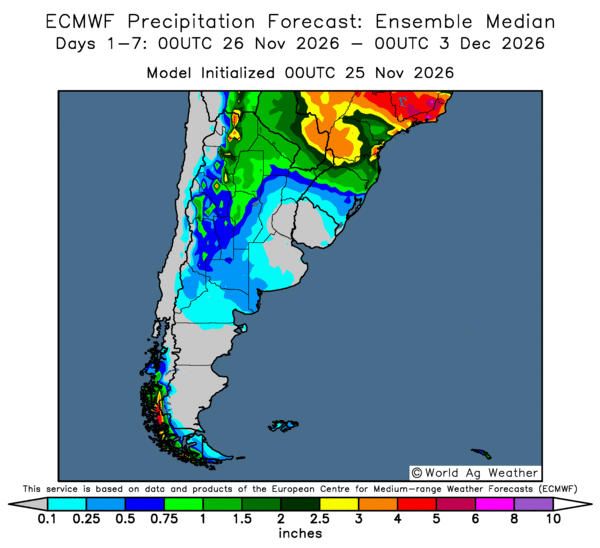 ECMWF Precipitation Forecast: Ensemble Median
Days 1-7: 00UTC 26 Nov 2026 - 00UTC 3 Dec 2026
Model Initialized 00UTC 25 Nov 2026
© World Ag Weather
This service is based on data and products of the European Centre for Medium-range Weather Forecasts (ECMWF)
0.1 0.25 0.5 0.75 1 1.5 2 2.5 3 4 5 6 8 10
inches